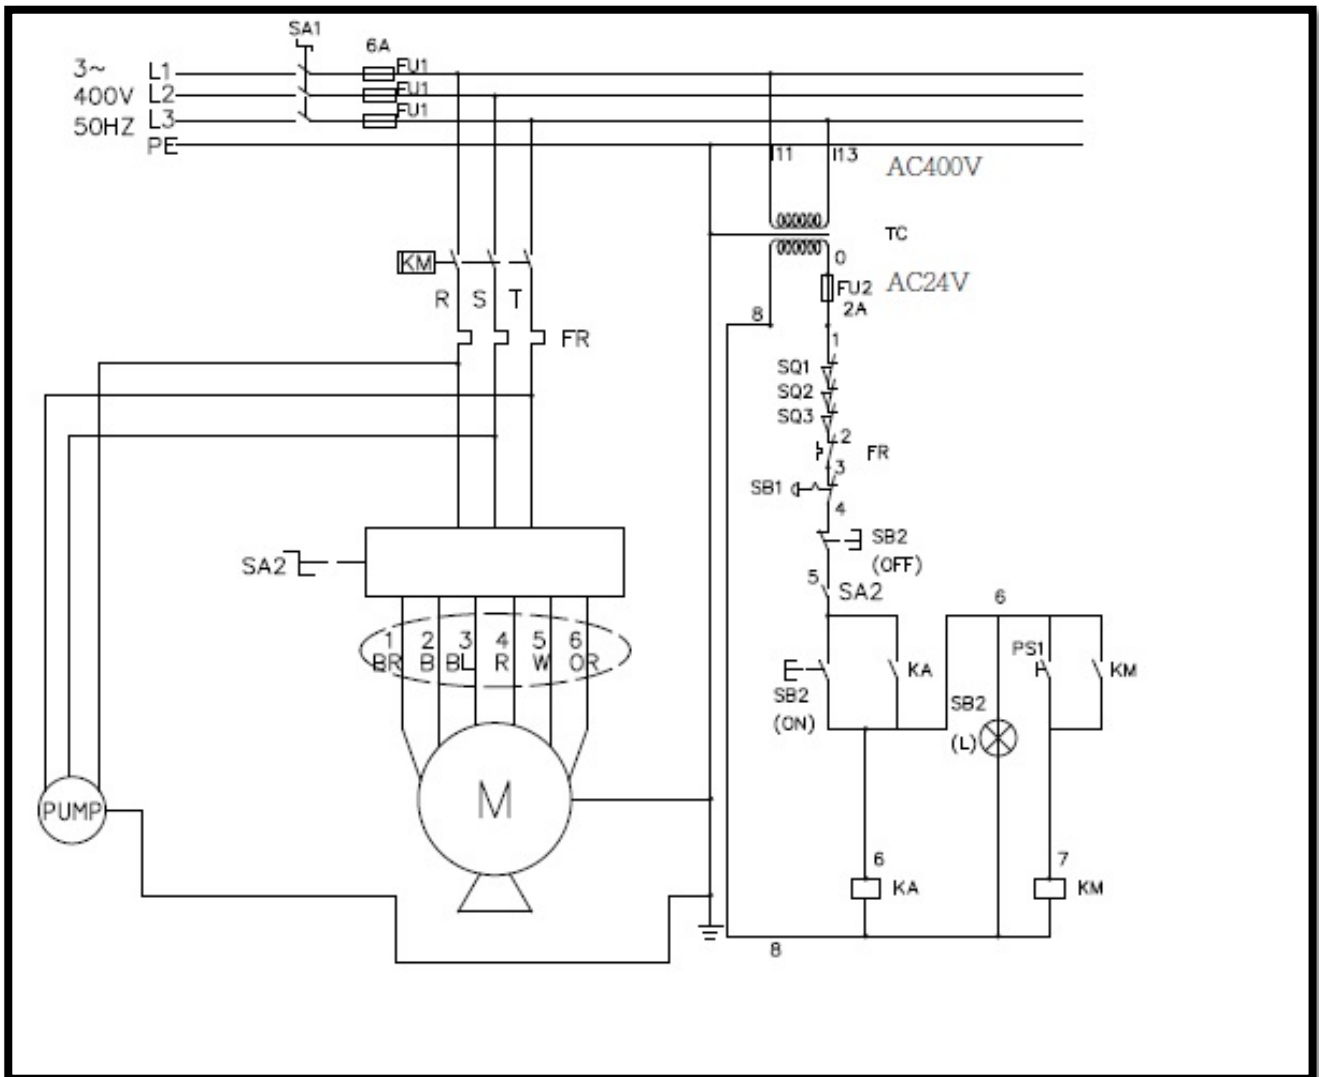 SA1
6A
3~ L1 FU1
400V L2 FU1
50HZ L3 FU1
PE
I11 I13 AC400V
TC
KM
0
R S T
FU2 AC24V
2A
8
1
FR
SQ1
SQ2
SQ3
2
FR
3
SB1
4
SB2
(OFF)
SA2
5 SA2
6
1 2 3 4 5 6
BR B BL R W OR
PS1
KA
KM
SB2
(ON)
SB2
(L)
M
PUMP
6
KA
7
KM
8